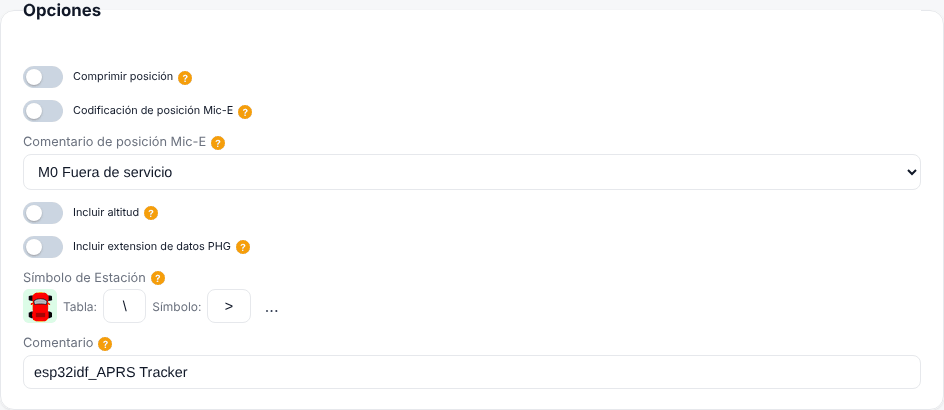 Opciones
Comprimir posición ?
Codificación de posición Mic-E ?
Comentario de posición Mic-E ?
M0 Fuera de servicio
Incluir altitud ?
Incluir extension de datos PHG ?
Símbolo de Estación ?
Tabla: \ Símbolo: > ...
Comentario ?
esp32idf_APRS Tracker